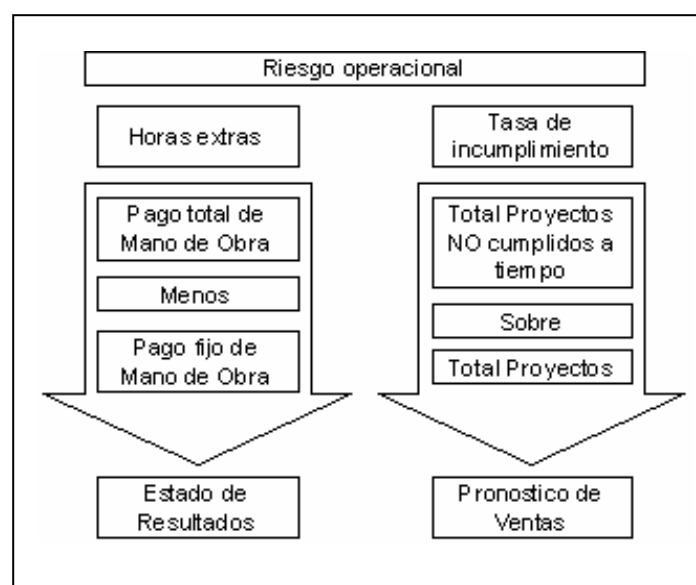 Riesgo operacional
Horas extras
Pago total de
Mano de Obra
Menos
Pago fijo de
Mano de Obra
Estado de
Resultados
Tasa de
incumplimiento
Total Proyectos
NO cumplidos a
tiempo
Sobre
Total Proyectos
Pronostico de
Ventas